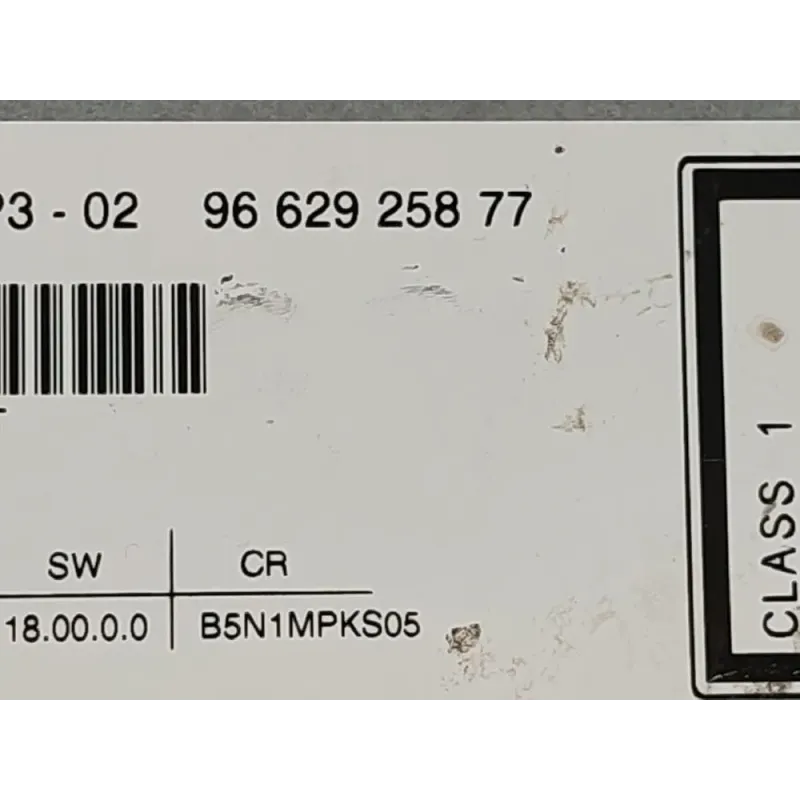 3 - 02 96 629 258 77
SW CR
18.00.0.0 B5N1MPKS05
CLASS 1